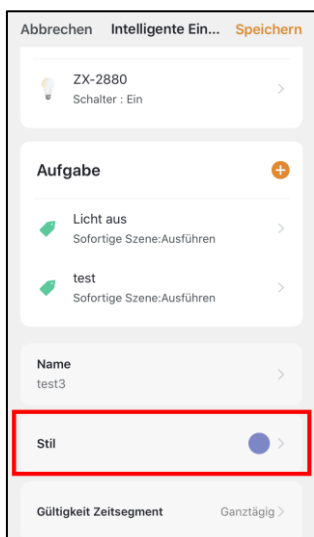 Abbrechen Intelligente Ein... Speichern
ZX-2880
Schalter : Ein
Aufgabe
Licht aus
Sofortige Szene:Ausführen
test
Sofortige Szene:Ausführen
Name
test3
Stil
Gültigkeit Zeitsegment Ganztägig